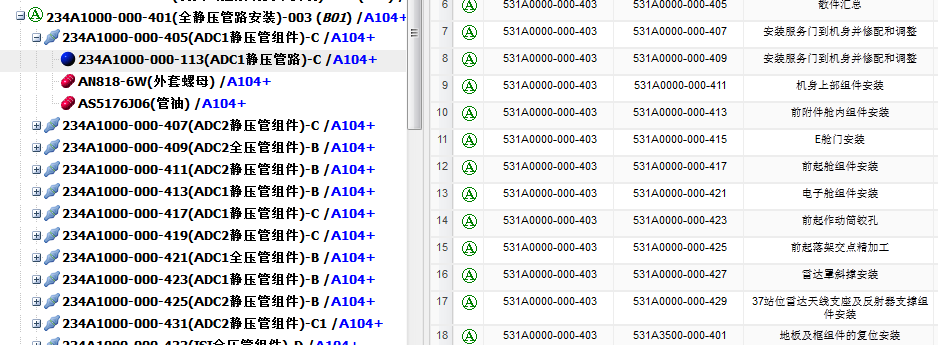 234A1000-000-401(全静压管路安装)-003 (B01) /A104+
234A1000-000-405(ADC1静压管组件)-C /A104+
234A1000-000-113(ADC1静压管路)-C /A104+
AN818-6W(外套螺母) /A104+
AS5176J06(管袖) /A104+
234A1000-000-407(ADC2静压管组件)-C /A104+
234A1000-000-409(ADC2全压管组件)-B /A104+
234A1000-000-411(ADC2静压管组件)-B /A104+
234A1000-000-413(ADC1静压管组件)-B /A104+
234A1000-000-417(ADC1静压管组件)-C /A104+
234A1000-000-419(ADC2静压管组件)-C /A104+
234A1000-000-421(ADC1全压管组件)-B /A104+
234A1000-000-423(ADC1静压管组件)-B /A104+
234A1000-000-425(ADC2静压管组件)-B /A104+
234A1000-000-431(ADC2静压管组件)-C1 /A104+
6 A 531A0000-000-403 531A0000-000-405 散件汇总
7 A 531A0000-000-403 531A0000-000-407 安装服务门到机身并修配和调整
8 A 531A0000-000-403 531A0000-000-409 安装服务门到机身并修配和调整
9 A 531A0000-000-403 531A0000-000-411 机身上部组件安装
10 A 531A0000-000-403 531A0000-000-413 前附件舱内组件安装
11 A 531A0000-000-403 531A0000-000-415 E舱门安装
12 A 531A0000-000-403 531A0000-000-417 前起舱组件安装
13 A 531A0000-000-403 531A0000-000-421 电子舱组件安装
14 A 531A0000-000-403 531A0000-000-423 前起作动筒铰孔
15 A 531A0000-000-403 531A0000-000-425 前起落架交点精加工
16 A 531A0000-000-403 531A0000-000-427 雷达罩斜撑安装
17 A 531A0000-000-403 531A0000-000-429 37站位雷达天线支座及反射器支撑组
件安装
18 A 531A0000-000-403 531A3500-000-401 地板及框组件的复位安装